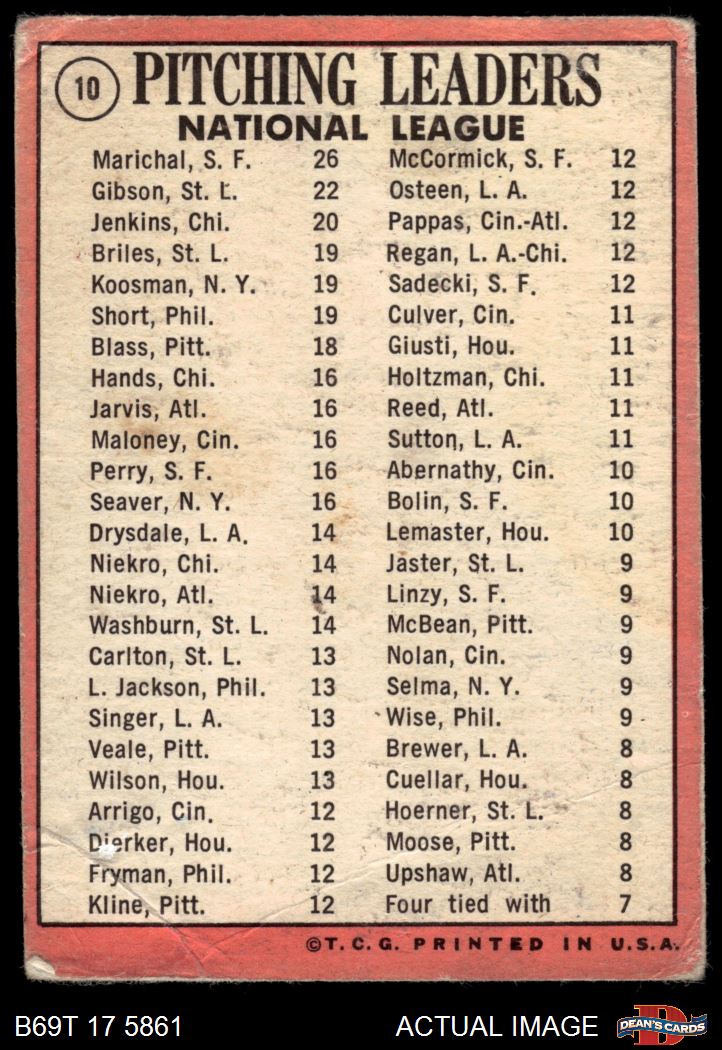 10 PITCHING LEADERS
NATIONAL LEAGUE
Marichal, S. F. 26
Gibson, St. L. 22
Jenkins, Chi. 20
Briles, St. L. 19
Koosman, N. Y. 19
Short, Phil. 19
Blass, Pitt. 18
Hands, Chi. 16
Jarvis, Atl. 16
Maloney, Cin. 16
Perry, S. F. 16
Seaver, N. Y. 16
Drysdale, L. A. 14
Niekro, Chi. 14
Niekro, Atl. 14
Washburn, St. L. 14
Carlton, St. L. 13
L. Jackson, Phil. 13
Singer, L. A. 13
Veale, Pitt. 13
Wilson, Hou. 13
Arrigo, Cin. 12
Dierker, Hou. 12
Fryman, Phil. 12
Kline, Pitt. 12
McCormick, S. F. 12
Osteen, L. A. 12
Pappas, Cin.-Atl. 12
Regan, L. A.-Chi. 12
Sadecki, S. F. 12
Culver, Cin. 11
Giusti, Hou. 11
Holtzman, Chi. 11
Reed, Atl. 11
Sutton, L. A. 11
Abernathy, Cin. 10
Bolin, S. F. 10
Lemaster, Hou. 10
Jaster, St. L. 9
Linzy, S. F. 9
McBean, Pitt. 9
Nolan, Cin. 9
Selma, N. Y. 9
Wise, Phil. 9
Brewer, L. A. 8
Cuellar, Hou. 8
Hoerner, St. L. 8
Moose, Pitt. 8
Upshaw, Atl. 8
Four tied with 7
©T. C. G. PRINTED IN U.S.A.
B69T 17 5861 ACTUAL IMAGE
D
DEAN'S CARDS